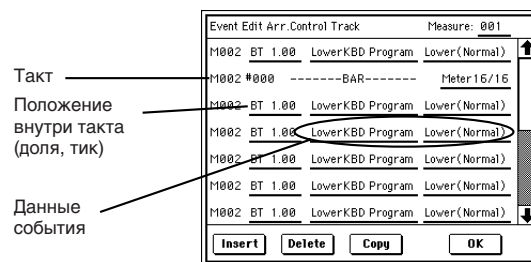 Event Edit Arr.Control Track Measure: 001
M002 BT 1.00 LowerKBD Program Lower(Normal)
M002 #000 -------BAR------- Meter16/16
M002 BT 1.00 LowerKBD Program Lower(Normal)
M002 BT 1.00 LowerKBD Program Lower(Normal)
M002 BT 1.00 LowerKBD Program Lower(Normal)
M002 BT 1.00 LowerKBD Program Lower(Normal)
M002 BT 1.00 LowerKBD Program Lower(Normal)
Insert Delete Copy OK
Такт
Положение
внутри такта
(доля, тик)
Данные
события